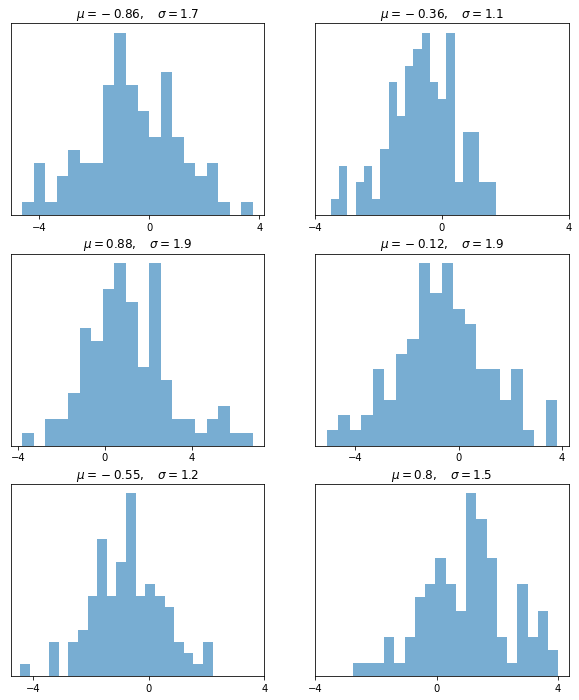 μ = −0.86,    σ = 1.7
μ = −0.36,    σ = 1.1
−4 0 4
−4 0 4
μ = 0.88,    σ = 1.9
μ = −0.12,    σ = 1.9
−4 0 4
−4 0 4
μ = −0.55,    σ = 1.2
μ = 0.8,    σ = 1.5
−4 0 4
−4 0 4